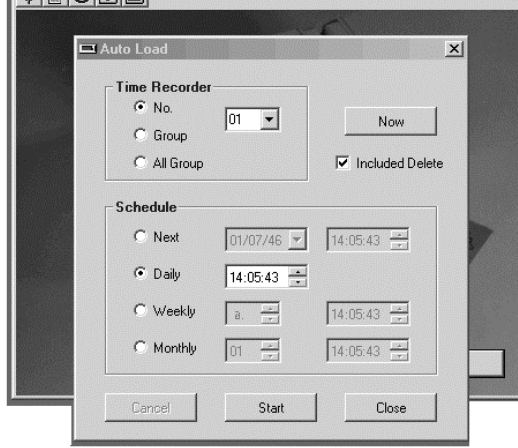 Auto Load
Time Recorder
No.
01
Now
Group
All Group
Included Delete
Schedule
Next 01/07/46 14:05:43
Daily 14:05:43
Weekly a. 14:05:43
Monthly 01 14:05:43
Cancel Start Close